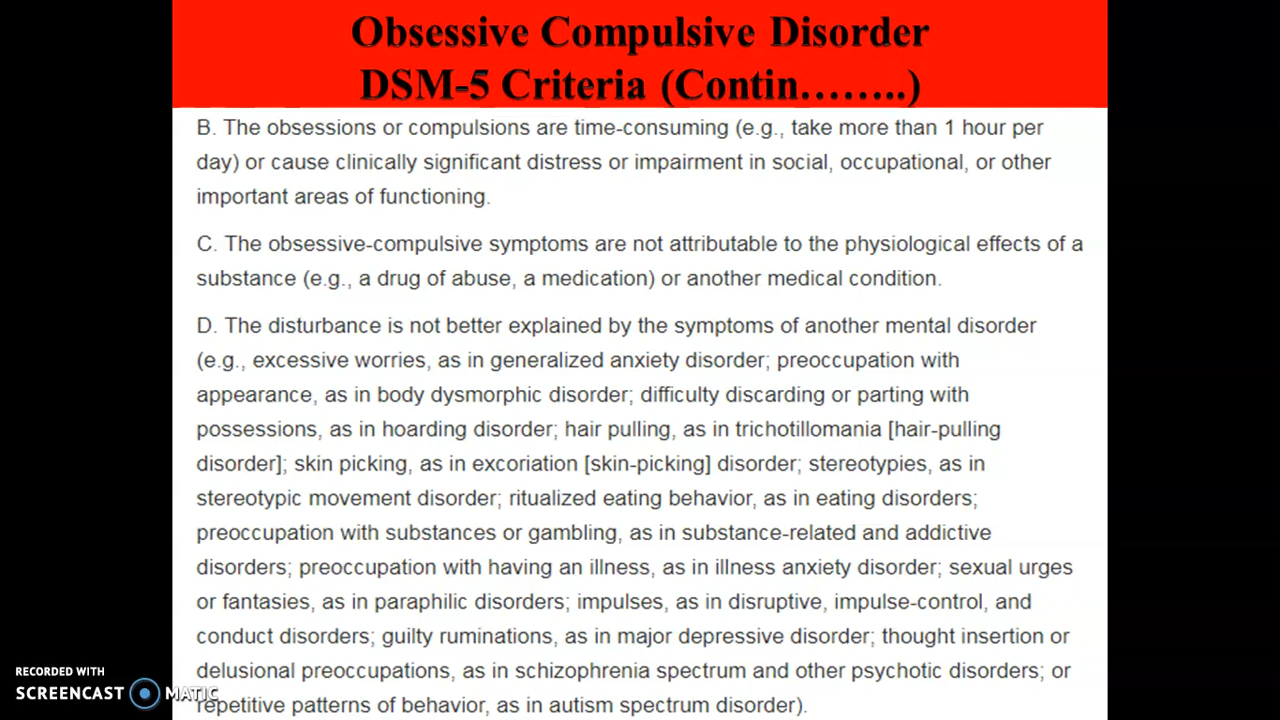 Obsessive Compulsive Disorder
DSM-5 Criteria (Contin……..)
B. The obsessions or compulsions are time-consuming (e.g., take more than 1 hour per
day) or cause clinically significant distress or impairment in social, occupational, or other
important areas of functioning.
C. The obsessive-compulsive symptoms are not attributable to the physiological effects of a
substance (e.g., a drug of abuse, a medication) or another medical condition.
D. The disturbance is not better explained by the symptoms of another mental disorder
(e.g., excessive worries, as in generalized anxiety disorder; preoccupation with
appearance, as in body dysmorphic disorder; difficulty discarding or parting with
possessions, as in hoarding disorder; hair pulling, as in trichotillomania [hair-pulling
disorder]; skin picking, as in excoriation [skin-picking] disorder; stereotypies, as in
stereotypic movement disorder; ritualized eating behavior, as in eating disorders;
preoccupation with substances or gambling, as in substance-related and addictive
disorders; preoccupation with having an illness, as in illness anxiety disorder; sexual urges
or fantasies, as in paraphilic disorders; impulses, as in disruptive, impulse-control, and
conduct disorders; guilty ruminations, as in major depressive disorder; thought insertion or
delusional preoccupations, as in schizophrenia spectrum and other psychotic disorders; or
repetitive patterns of behavior, as in autism spectrum disorder).
RECORDED WITH
SCREENCAST MATIC